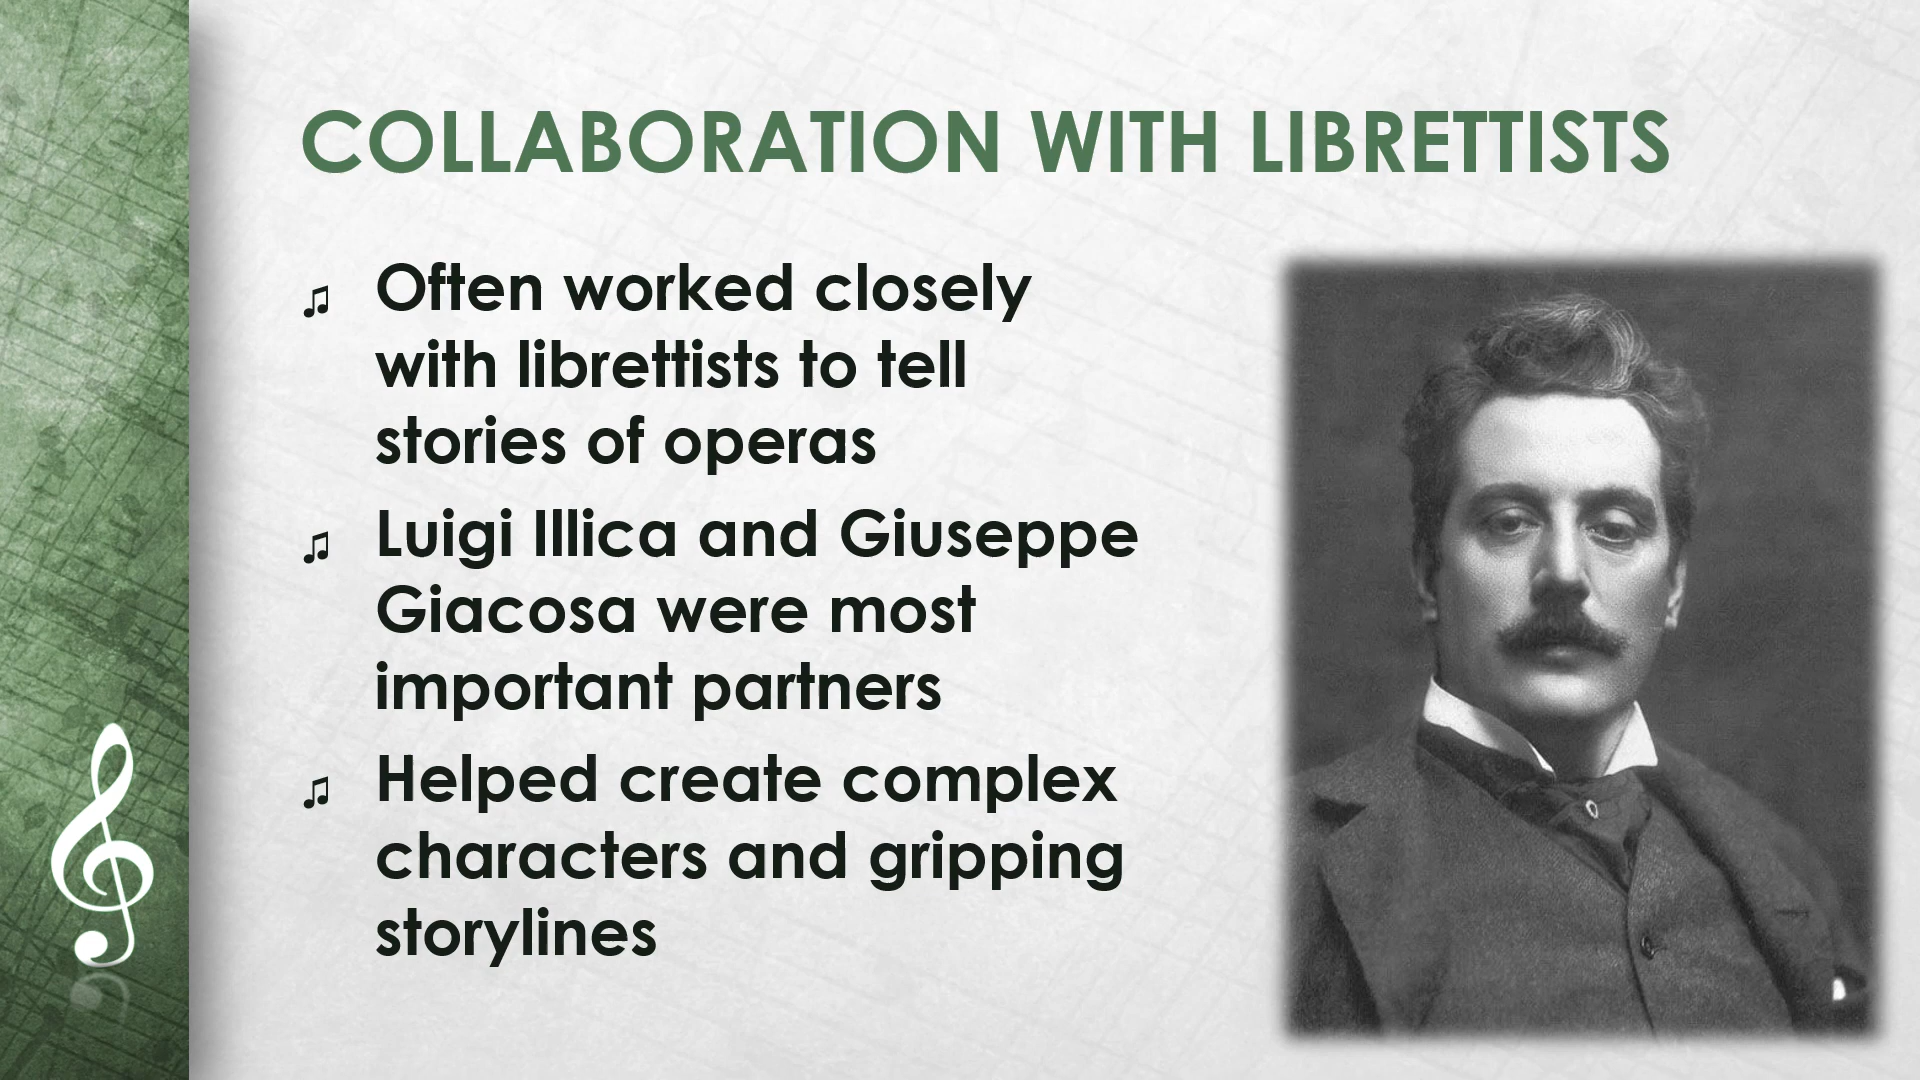 COLLABORATION WITH LIBRETTISTS
♫ Often worked closely
with librettists to tell
stories of operas
♫ Luigi Illica and Giuseppe
Giacosa were most
important partners
♫ Helped create complex
characters and gripping
storylines